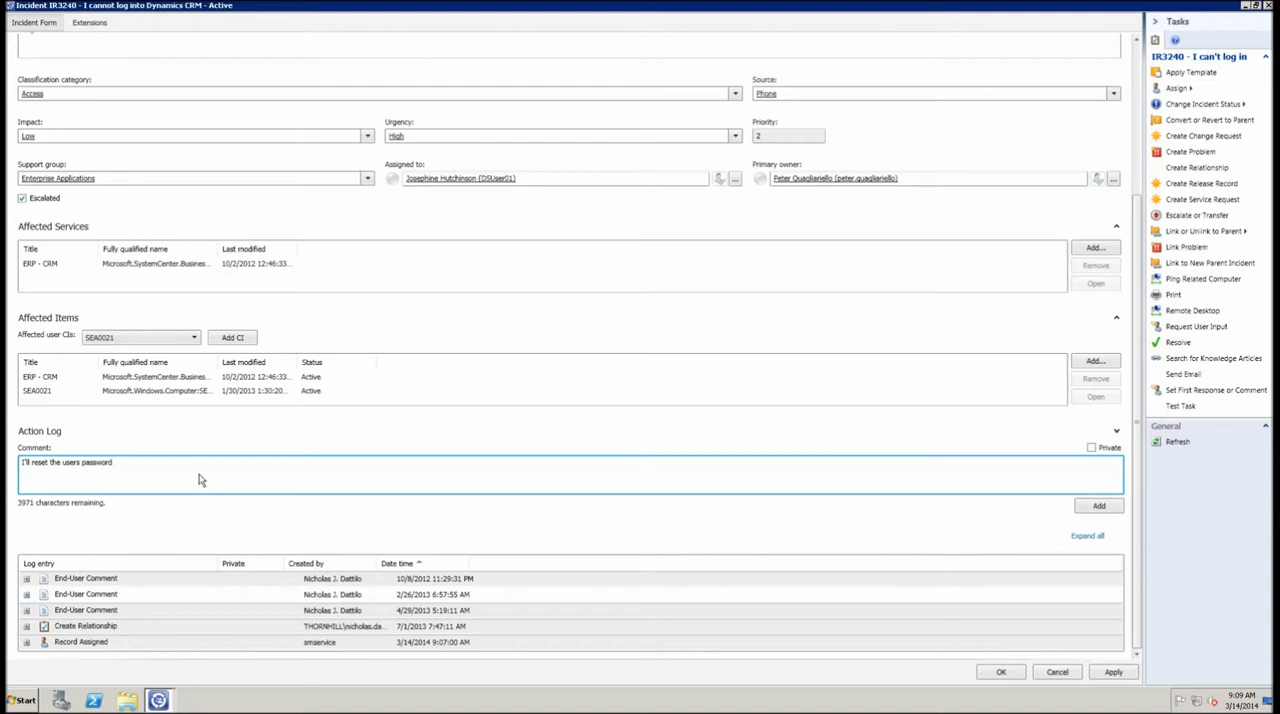 Incident IR3240 - I cannot log into Dynamics CRM - Active
Incident Form Extensions
Classification category: Source:
Access Phone
Impact: Urgency: Priority:
Low High 2
Support group: Assigned to: Primary owner:
Enterprise Applications Josephine Hutchinson (DSUser01) ... Peter Quagliariello (peter.quagliariello) ...
Escalated
Affected Services
Title Fully qualified name Last modified Add...
ERP - CRM Microsoft.SystemCenter.Busines... 10/2/2012 12:46:33... Remove
Open
Affected Items
Affected user CIs: SEA0021 Add CI
Title Fully qualified name Last modified Status Add...
ERP - CRM Microsoft.SystemCenter.Busines... 10/2/2012 12:46:33... Active Remove
SEA0021 Microsoft.Windows.Computer:SE... 1/30/2013 1:30:20... Active Open
Action Log
Comment: Private
I'll reset the users password
3971 characters remaining.
Add
Expand all
Log entry Private Created by Date time
End-User Comment Nicholas J. Dattilo 10/8/2012 11:29:31 PM
End-User Comment Nicholas J. Dattilo 2/26/2013 6:57:55 AM
End-User Comment Nicholas J. Dattilo 4/29/2013 5:19:11 AM
Create Relationship THORNHILL\nicholas.da... 7/1/2013 7:47:11 AM
Record Assigned smservice 3/14/2014 9:07:00 AM
OK Cancel Apply
Tasks
IR3240 - I can't log in
Apply Template
Assign
Change Incident Status
Convert or Revert to Parent
Create Change Request
Create Problem
Create Relationship
Create Release Record
Create Service Request
Escalate or Transfer
Link or Unlink to Parent
Link Problem
Link to New Parent Incident
Ping Related Computer
Print
Remote Desktop
Request User Input
Resolve
Search for Knowledge Articles
Send Email
Set First Response or Comment
Test Task
General
Refresh
Start
9:09 AM
3/14/2014